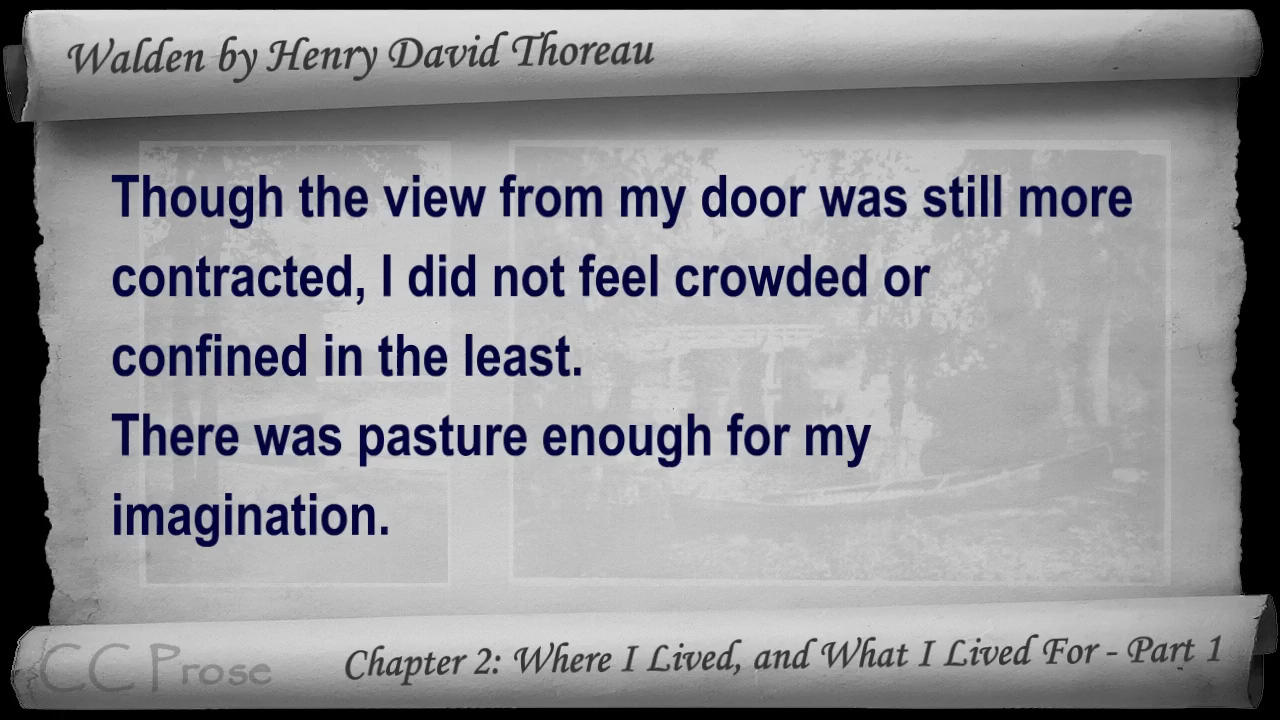 Walden by Henry David Thoreau
Though the view from my door was still more
contracted, I did not feel crowded or
confined in the least.
There was pasture enough for my
imagination.
CC Prose
Chapter 2: Where I Lived, and What I Lived For - Part 1